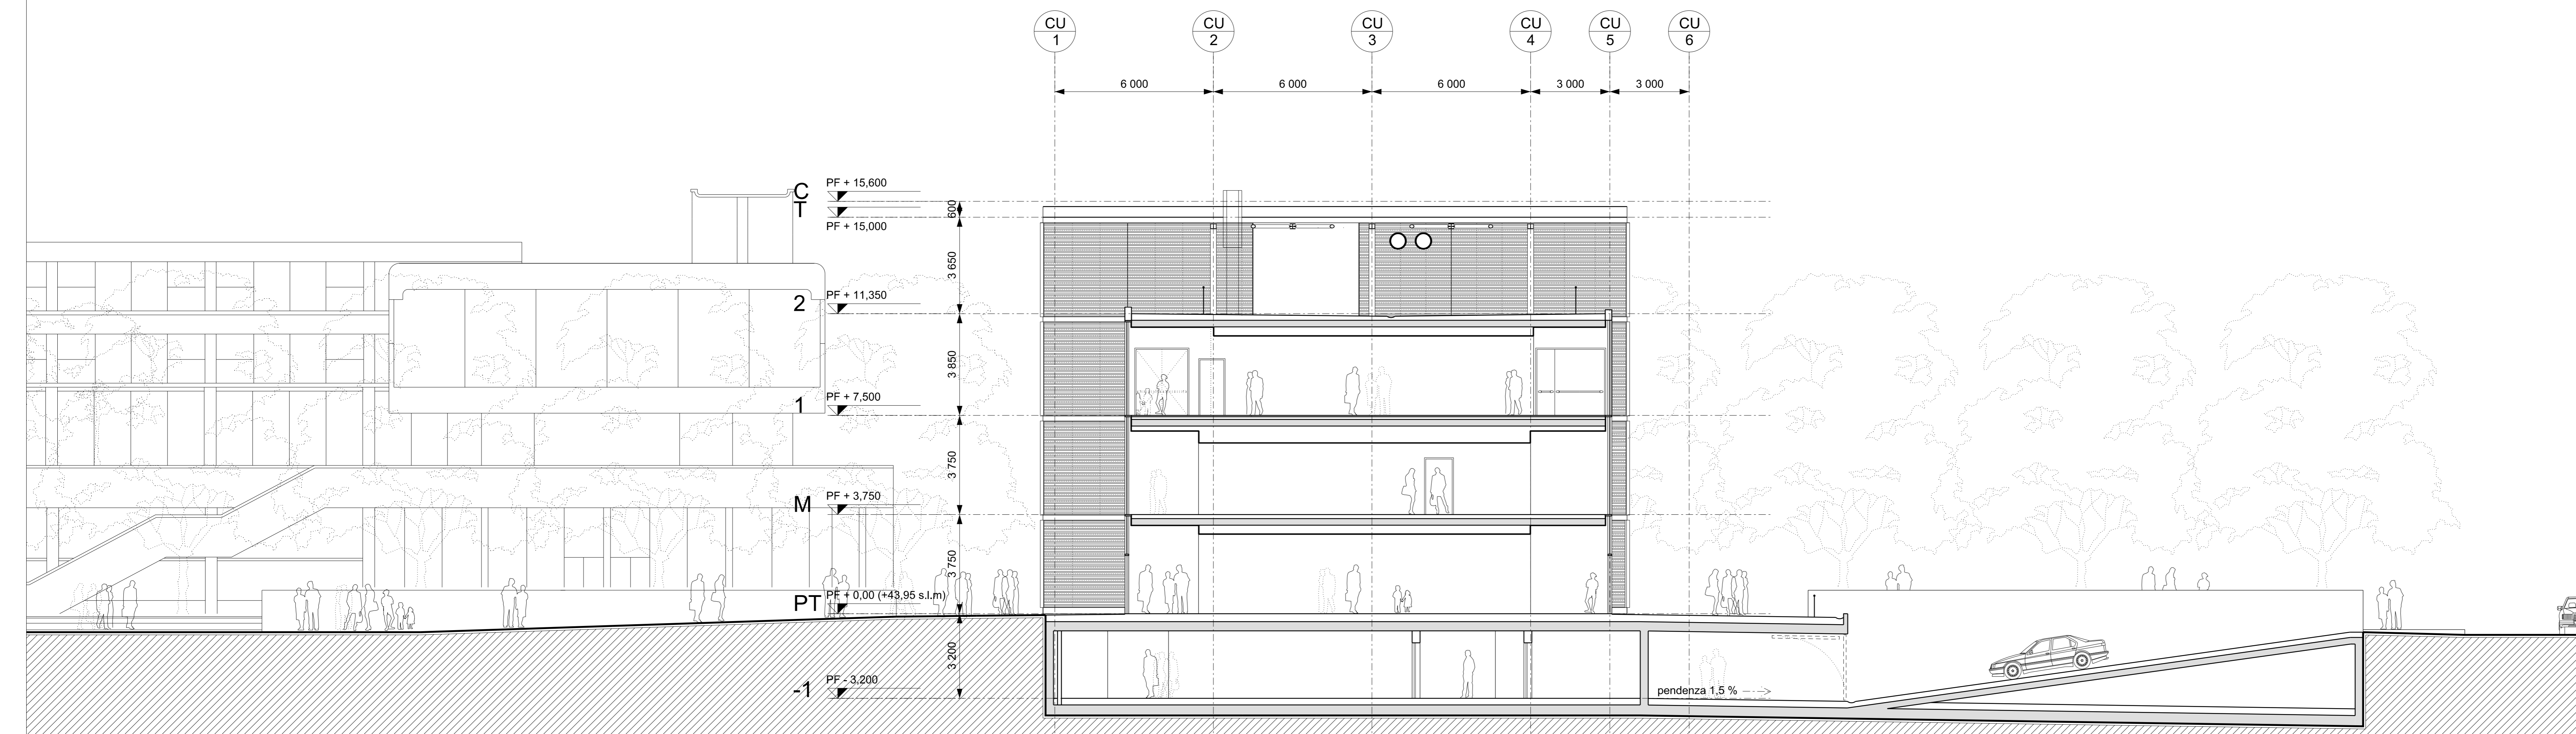 CU
1
CU
2
CU
3
CU
4
CU
5
CU
6
6 000
6 000
6 000
3 000
3 000
C
PF + 15,600
T
PF + 15,000
600
3 650
2
PF + 11,350
3 850
1
PF + 7,500
3 750
M
PF + 3,750
3 750
PT
PF + 0,00 (+43,95 s.l.m)
3 200
-1
PF - 3,200
pendenza 1,5 %